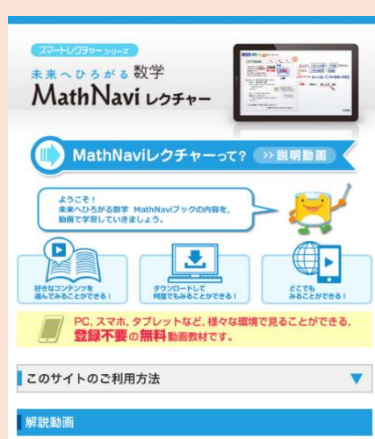 スマートレクチャー シリーズ
未来へひろがる 数学
MathNavi レクチャー
MathNaviレクチャーって?
>> 説明動画
ようこそ!
未来へひろがる数学 MathNaviブックの内容を,
動画で学習していきましょう。
好きなコンテンツを
選んでみることができる!
ダウンロードして
何度でもみることができる!
どこでも
みることができる!
PC, スマホ, タブレットなど, 様々な環境で見ることができる,
登録不要の無料動画教材です。
このサイトのご利用方法
解説動画